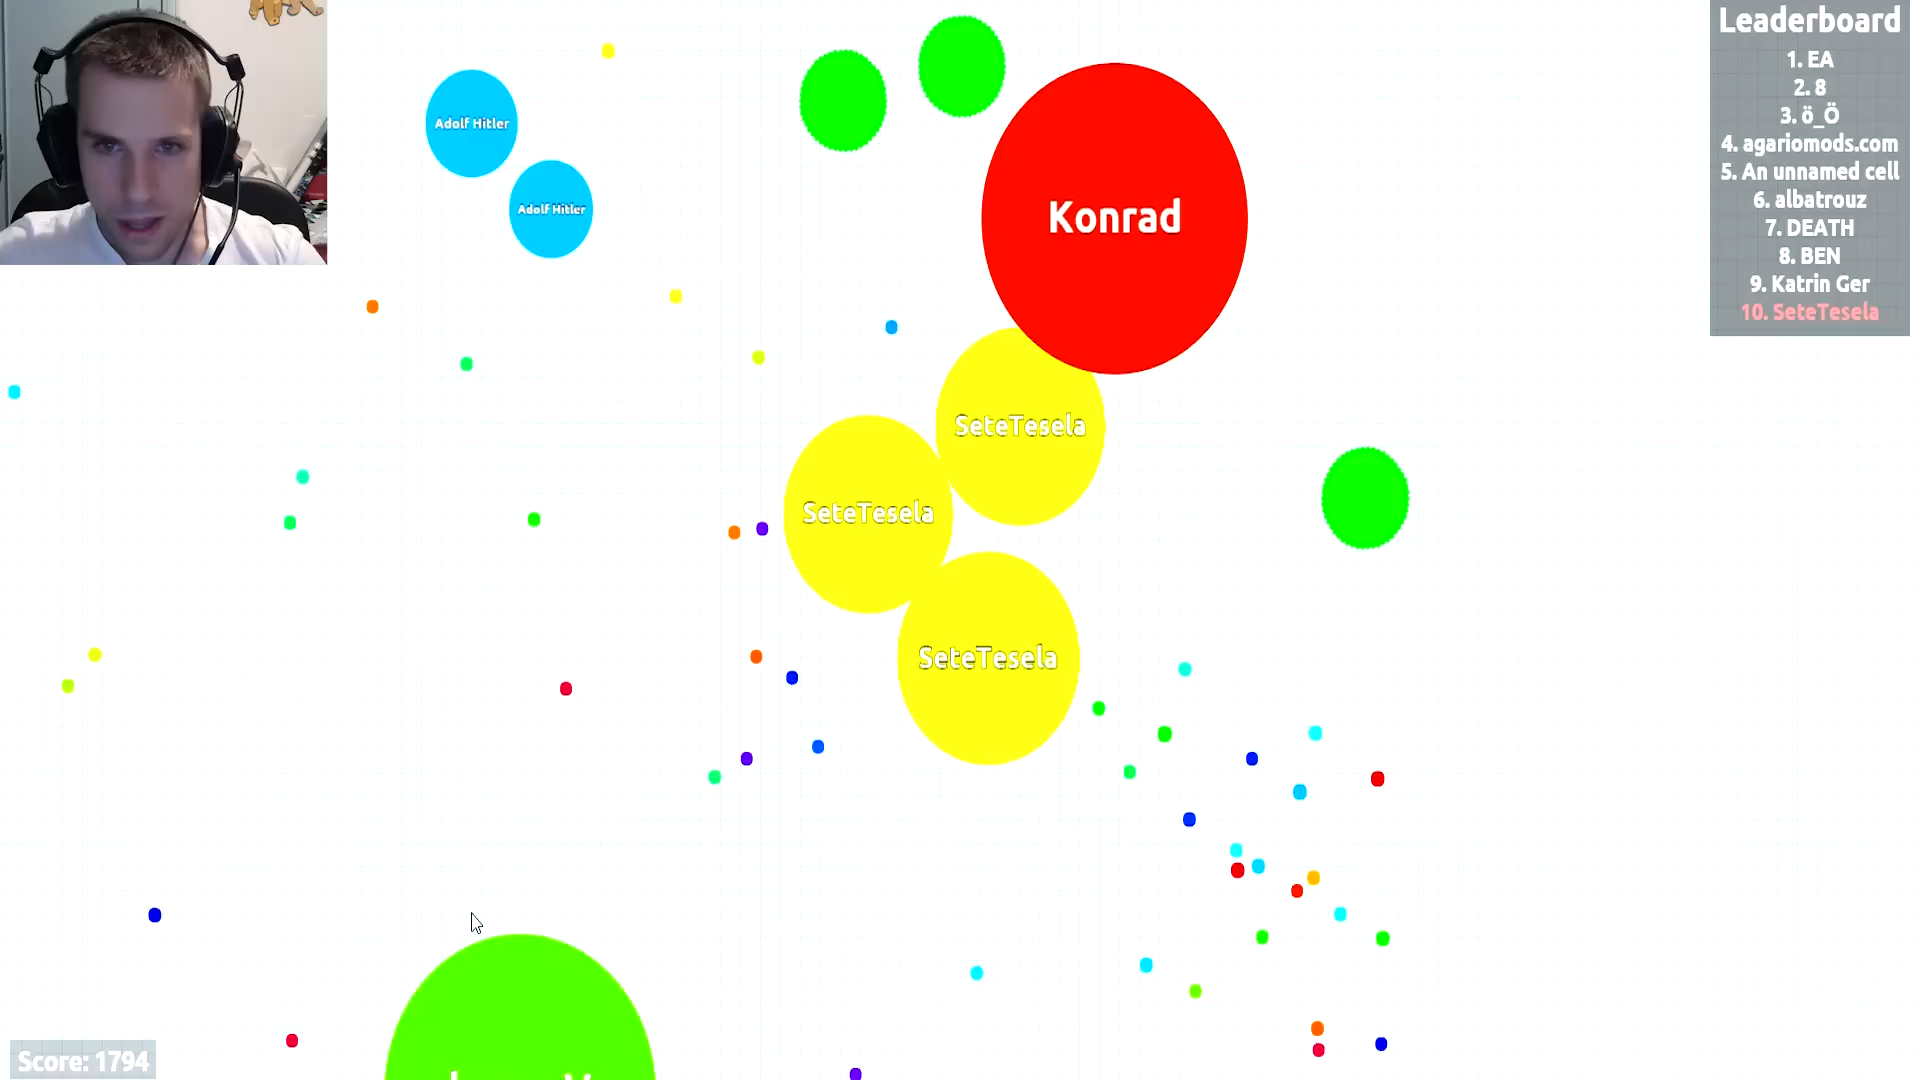 Leaderboard
1. EA
2. 8
3. ö_Ö
4. agariomods.com
5. An unnamed cell
6. albatrouz
7. DEATH
8. BEN
9. Katrin Ger
10. SeteTesela
Adolf Hitler
Adolf Hitler
Konrad
SeteTesela
SeteTesela
SeteTesela
Score: 1794